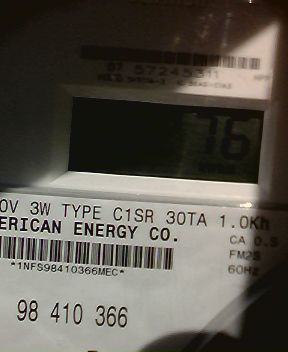 07 57245311
76
0V 3W TYPE C1SR 30TA 1.0Kh
ERICAN ENERGY CO.
CA 0.5
FM2S
60Hz
*1NFS98410366MEC*
98 410 366